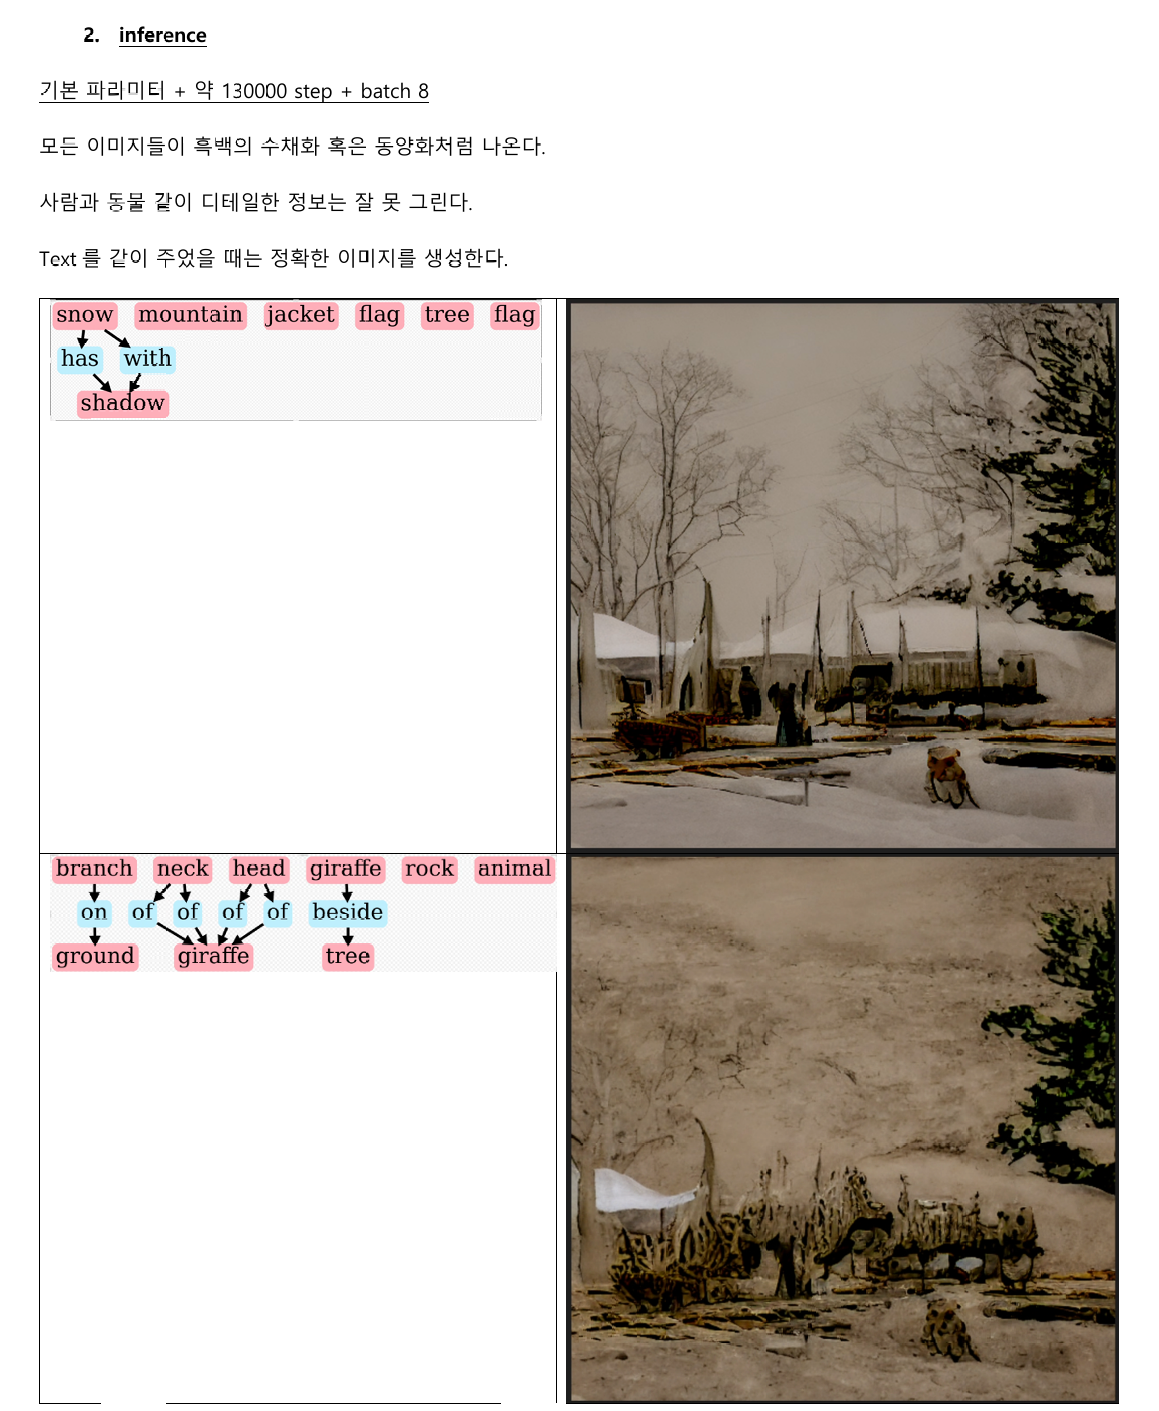 2. inference
기본 파라미터 + 약 130000 step + batch 8
모든 이미지들이 흑백의 수채화 혹은 동양화처럼 나온다.
사람과 동물 같이 디테일한 정보는 잘 못 그린다.
Text 를 같이 주었을 때는 정확한 이미지를 생성한다.
snow mountain jacket flag tree flag
has with
shadow
branch neck head giraffe rock animal
on of of of of beside
ground giraffe tree